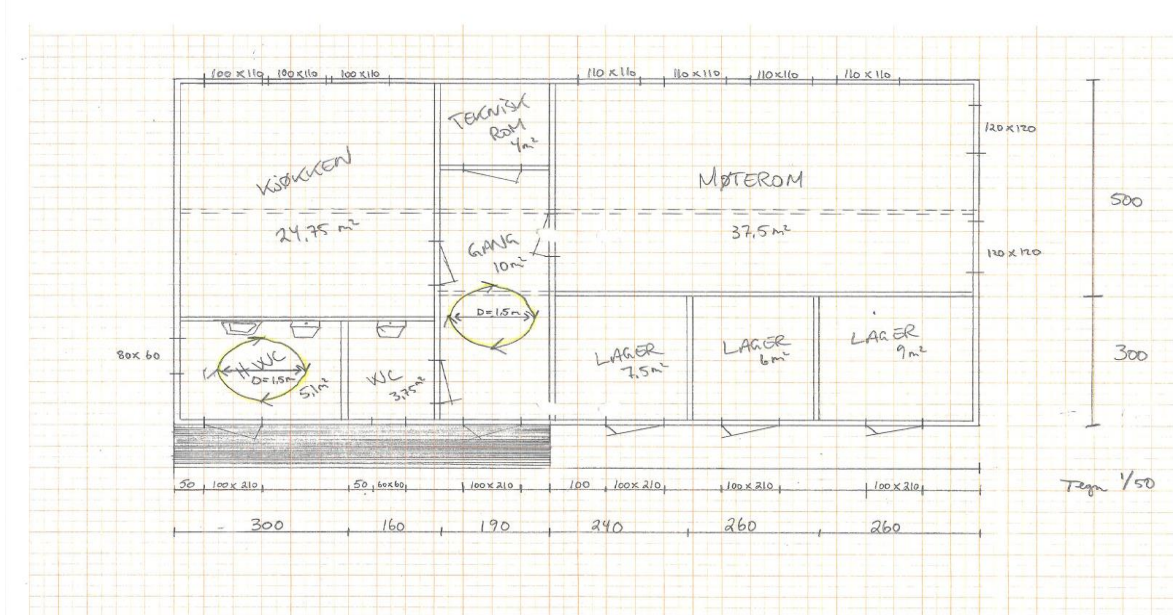 100 x 110 100 x 110 100 x 110 110 x 110 110 x 110 110 x 110 110 x 110
TEKNISK
ROM
4m²
120 x 120
KJØKKEN
MØTEROM
500
24,75 m²
37,5 m²
GANG
10 m²
120 x 120
D=1,5m
80 x 60
H WC
D=1,5m
5,1m²
WC
3,75m²
LAGER
7,5m²
LAGER
6m²
LAGER
9m²
300
50 100 x 210 50 60x60 100 x 210 100 100 x 210 100 x 210 100 x 210
Tegn 1/50
300 160 190 240 260 260